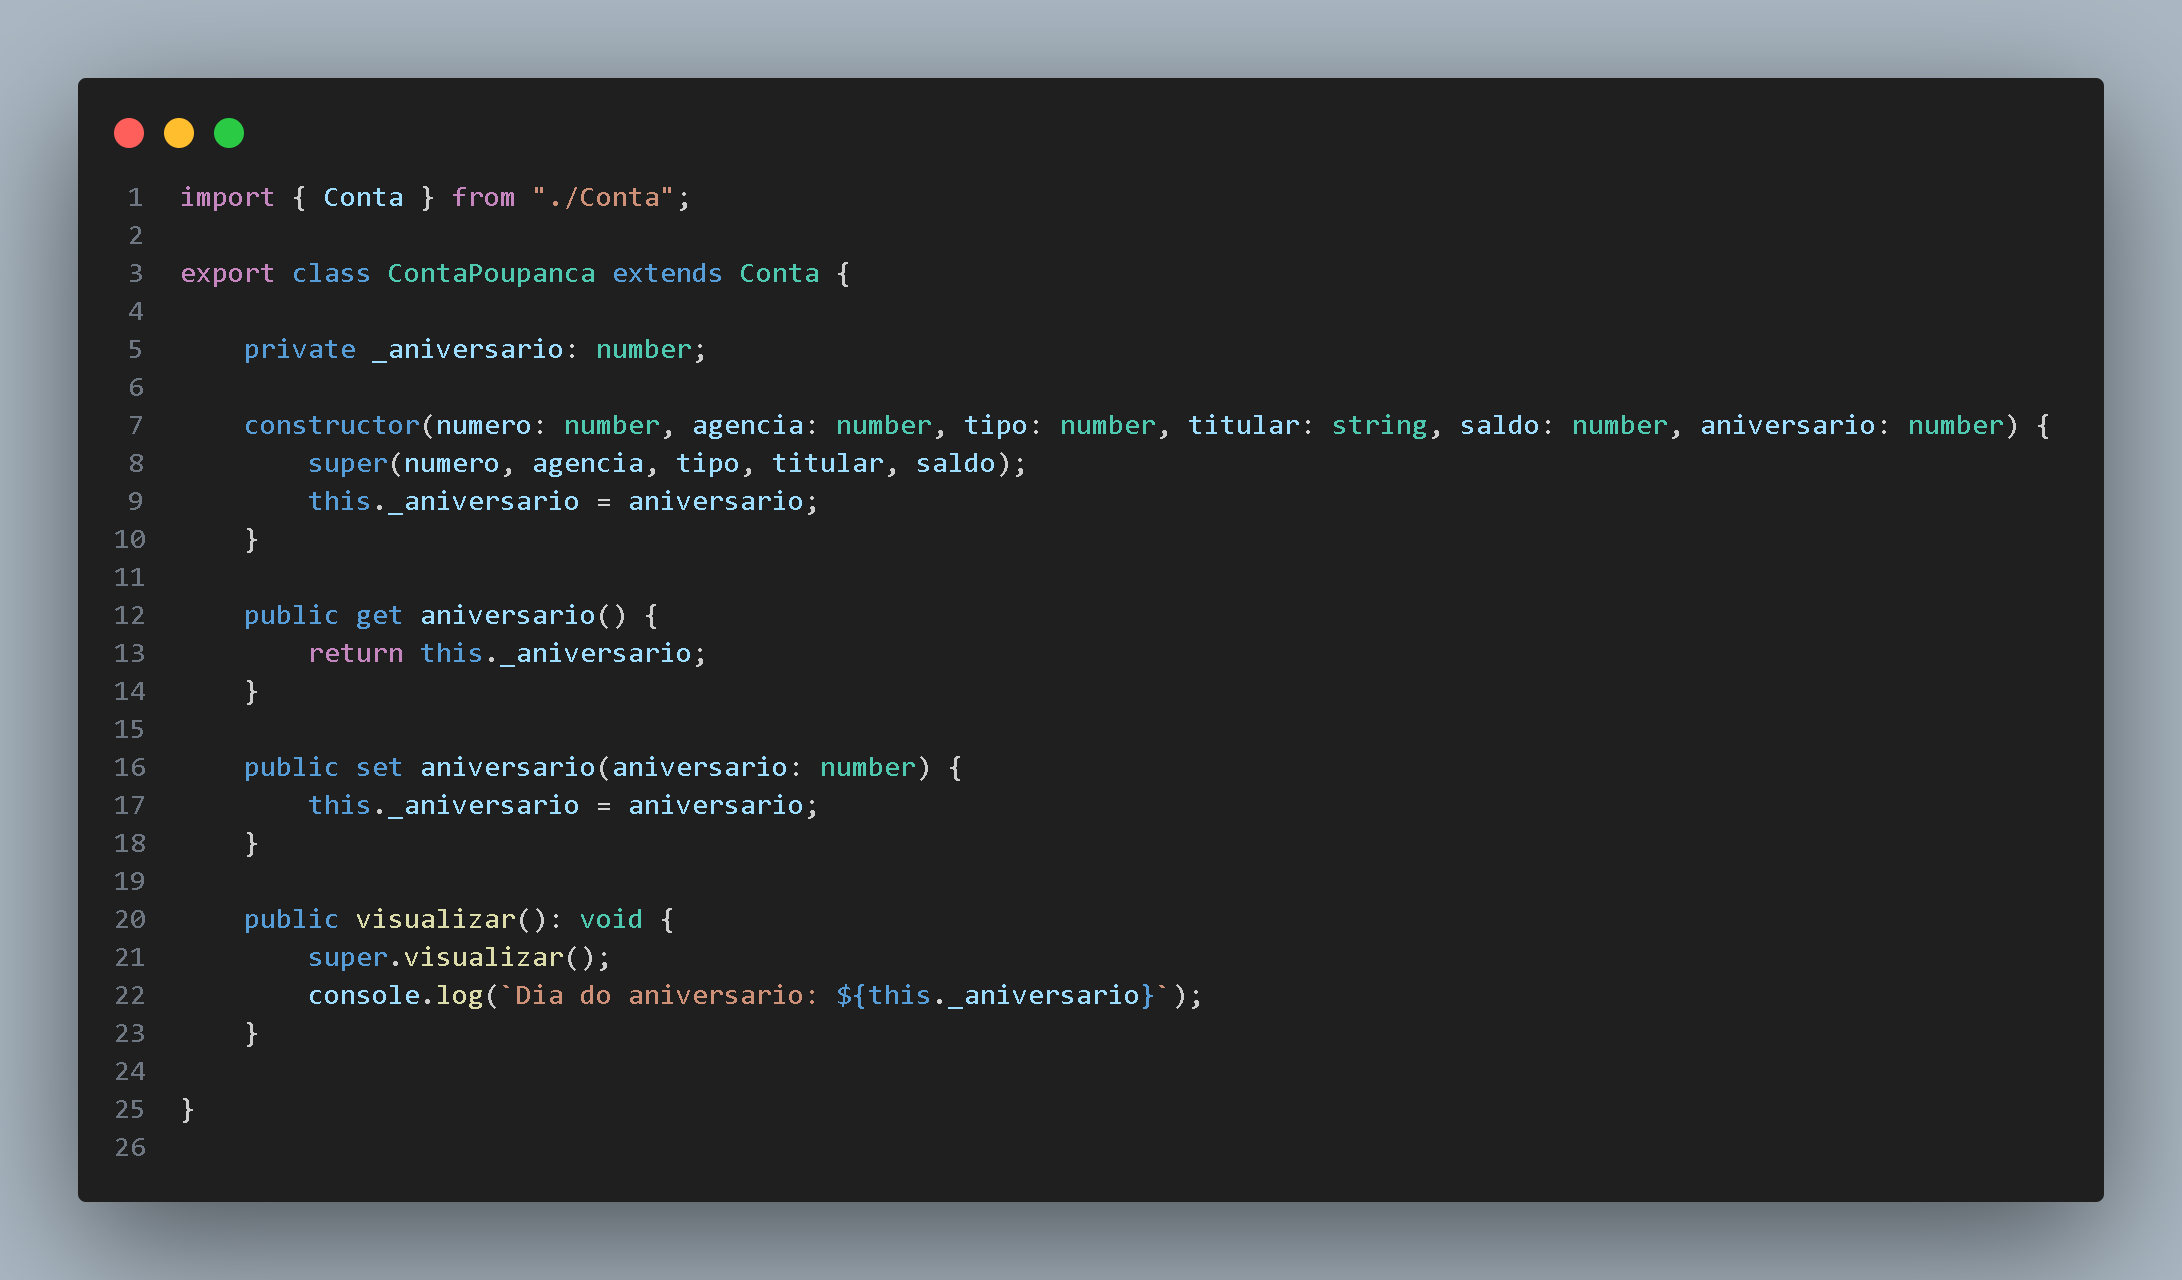 1 import { Conta } from "./Conta";
2
3 export class ContaPoupanca extends Conta {
4
5     private _aniversario: number;
6
7     constructor(numero: number, agencia: number, tipo: number, titular: string, saldo: number, aniversario: number) {
8         super(numero, agencia, tipo, titular, saldo);
9         this._aniversario = aniversario;
10     }
11
12     public get aniversario() {
13         return this._aniversario;
14     }
15
16     public set aniversario(aniversario: number) {
17         this._aniversario = aniversario;
18     }
19
20     public visualizar(): void {
21         super.visualizar();
22         console.log(`Dia do aniversario: ${this._aniversario}`);
23     }
24
25 }
26